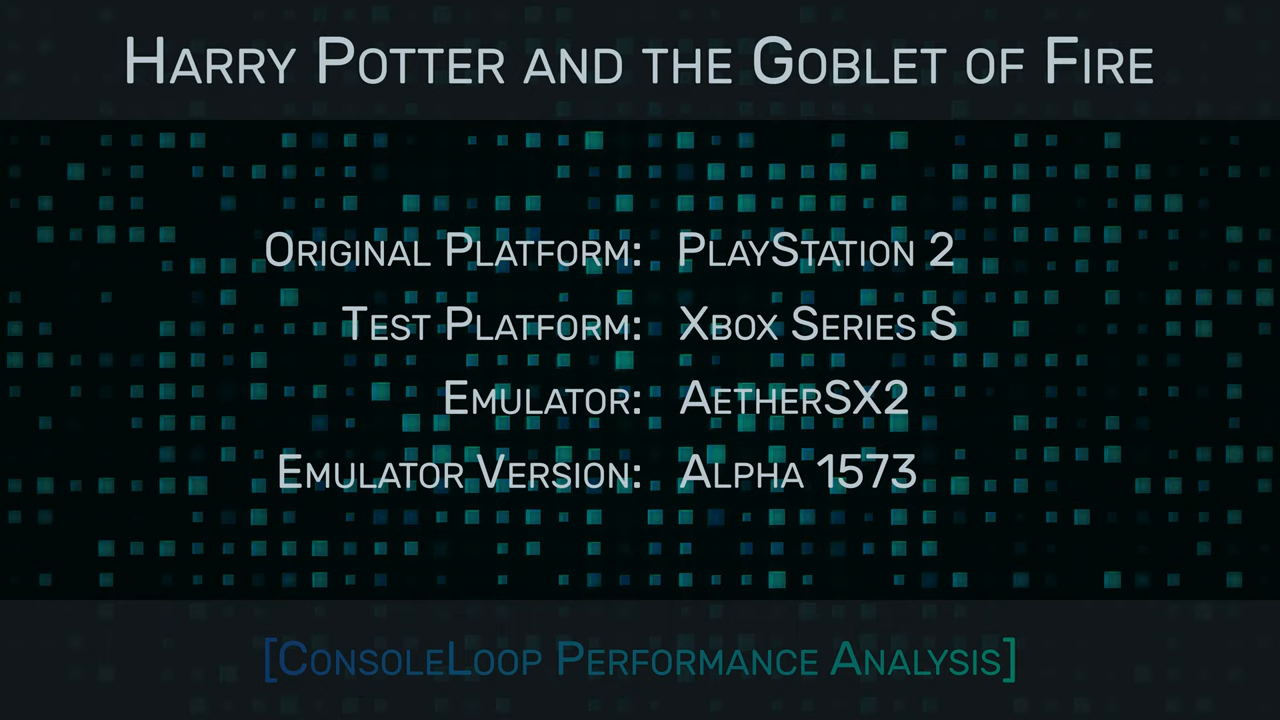 Harry Potter and the Goblet of Fire
Original Platform: PlayStation 2
Test Platform: Xbox Series S
Emulator: AetherSX2
Emulator Version: Alpha 1573
[ConsoleLoop Performance Analysis]